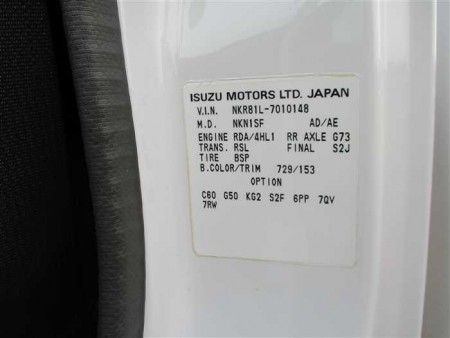 ISUZU MOTORS LTD. JAPAN
V.I.N. NKR81L-7010148
M.D. NKN1SF AD/AE
ENGINE RDA/4HL1 RR AXLE G73
TRANS. RSL FINAL S2J
TIRE BSP
B.COLOR/TRIM 729/153
OPTION
C60 G50 KG2 S2F 6PP 7QV
7RW